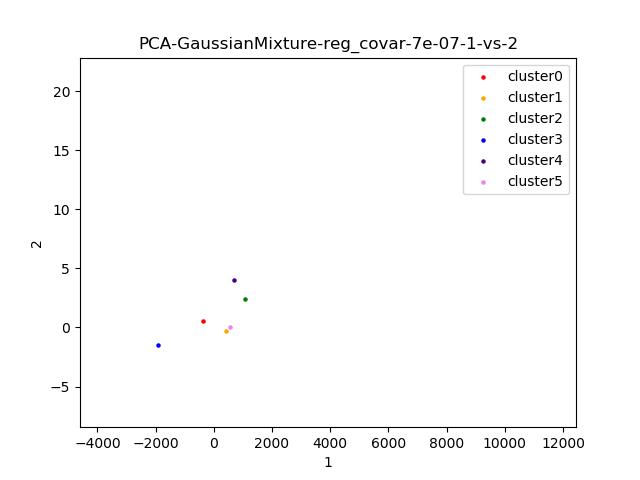 PCA-GaussianMixture-reg_covar-7e-07-1-vs-2
cluster0
cluster1
cluster2
cluster3
cluster4
cluster5
20
15
10
5
0
−5
2
−4000 −2000 0 2000 4000 6000 8000 10000 12000
1